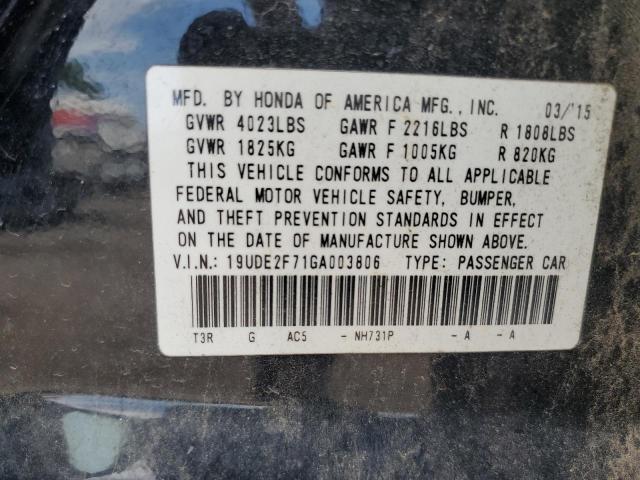 MFD. BY HONDA OF AMERICA MFG., INC. 03/'15
GVWR 4023LBS GAWR F 2216LBS R 1808LBS
GVWR 1825KG GAWR F 1005KG R 820KG
THIS VEHICLE CONFORMS TO ALL APPLICABLE
FEDERAL MOTOR VEHICLE SAFETY, BUMPER,
AND THEFT PREVENTION STANDARDS IN EFFECT
ON THE DATE OF MANUFACTURE SHOWN ABOVE.
V.I.N.: 19UDE2F71GA003806 TYPE: PASSENGER CAR
T3R G AC5 - NH731P - A - A